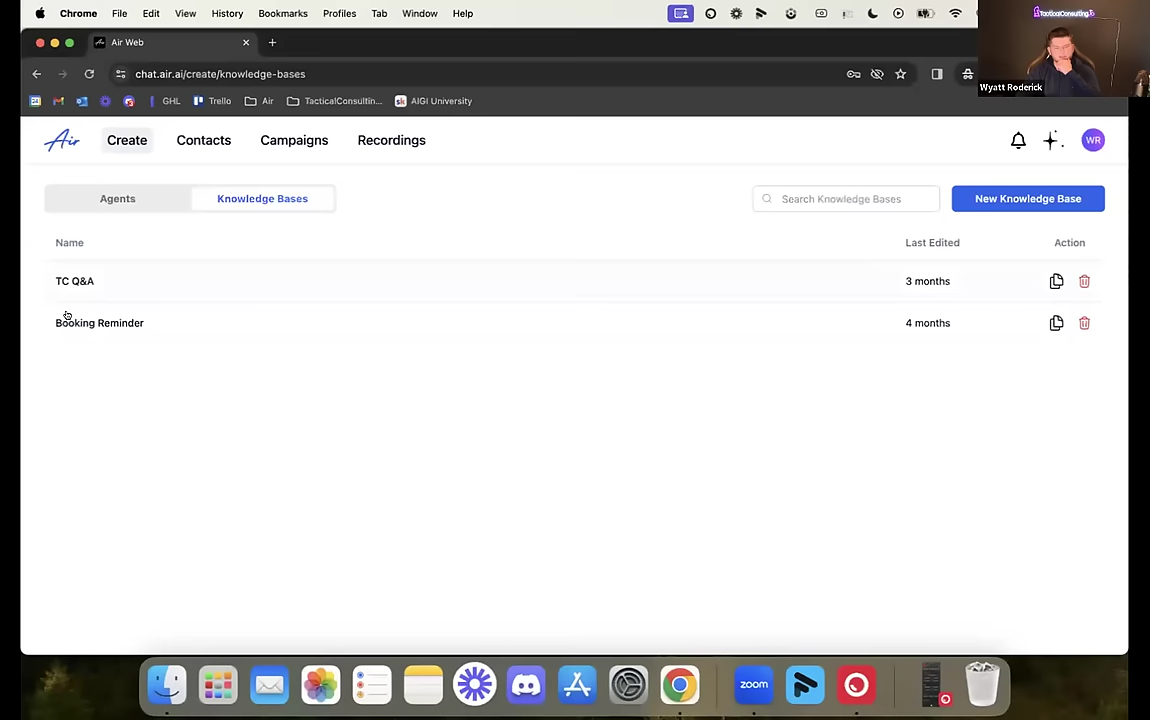 Chrome File Edit View History Bookmarks Profiles Tab Window Help
TacticalConsulting
Wyatt Roderick
Air Web
chat.air.ai/create/knowledge-bases
GHL Trello Air TacticalConsultin... sk AIGI University
Air Create Contacts Campaigns Recordings WR
Agents Knowledge Bases Search Knowledge Bases New Knowledge Base
Name Last Edited Action
TC Q&A 3 months
Booking Reminder 4 months
zoom